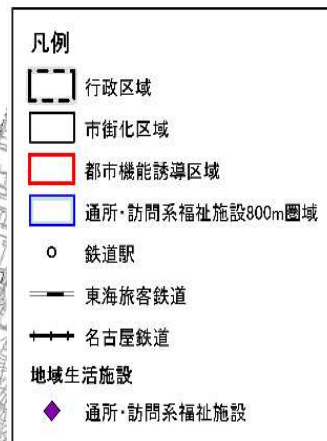 凡例
行政区域
市街化区域
都市機能誘導区域
通所・訪問系福祉施設800m圏域
鉄道駅
東海旅客鉄道
名古屋鉄道
地域生活施設
通所・訪問系福祉施設